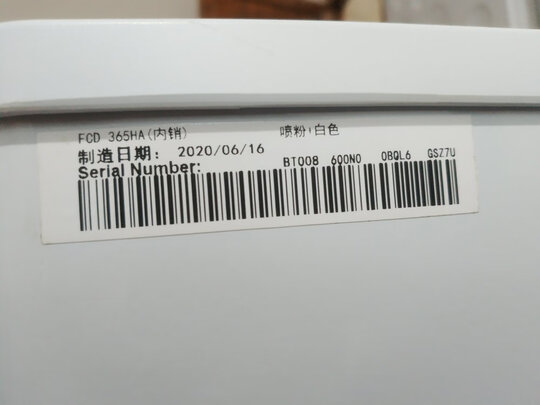 FCD 365HA(内销) 喷粉:白色
制造日期: 2020/06/16
Serial Number: BT008 600N0 0BQL6 GSZ7U